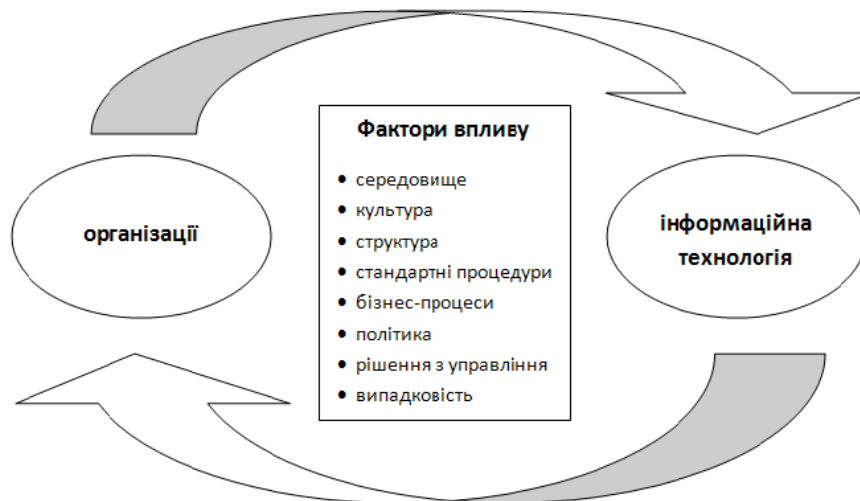 Фактори впливу
• середовище
• культура
• структура
• стандартні процедури
• бізнес-процеси
• політика
• рішення з управління
• випадковість
організації
інформаційна
технологія